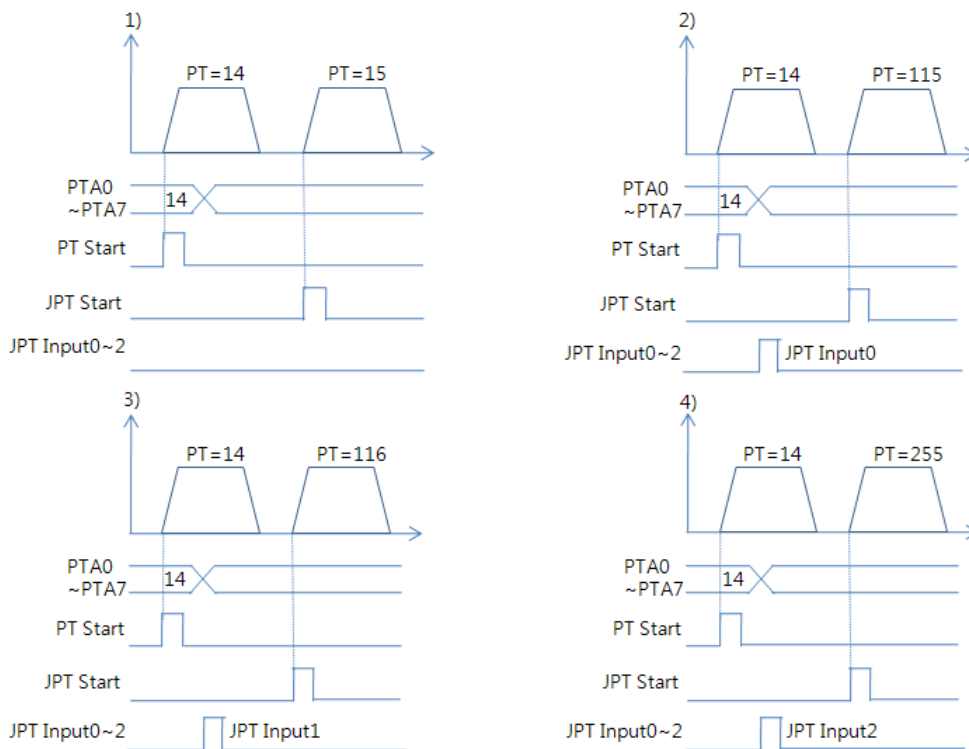 1)
PT=14 PT=15
PTA0
~PTA7
14
PT Start
JPT Start
JPT Input0~2
2)
PT=14 PT=115
PTA0
~PTA7
14
PT Start
JPT Start
JPT Input0~2 JPT Input0
3)
PT=14 PT=116
PTA0
~PTA7
14
PT Start
JPT Start
JPT Input0~2 JPT Input1
4)
PT=14 PT=255
PTA0
~PTA7
14
PT Start
JPT Start
JPT Input0~2 JPT Input2